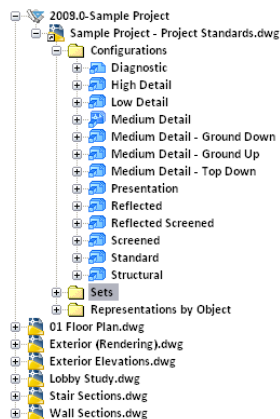 2009.0-Sample Project
Sample Project - Project Standards.dwg
Configurations
Diagnostic
High Detail
Low Detail
Medium Detail
Medium Detail - Ground Down
Medium Detail - Ground Up
Medium Detail - Top Down
Presentation
Reflected
Reflected Screened
Screened
Standard
Structural
Sets
Representations by Object
01 Floor Plan.dwg
Exterior (Rendering).dwg
Exterior Elevations.dwg
Lobby Study.dwg
Stair Sections.dwg
Wall Sections.dwg